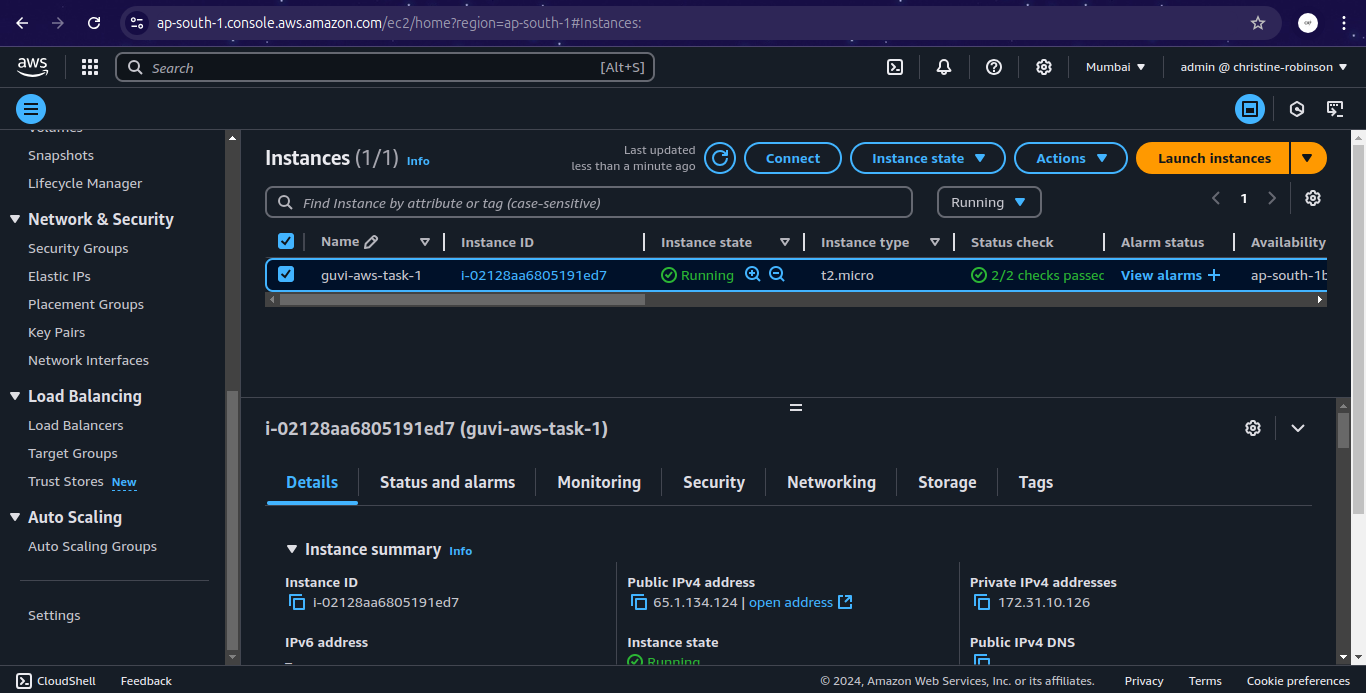 ap-south-1.console.aws.amazon.com/ec2/home?region=ap-south-1#Instances:
aws
Search
[Alt+S]
Mumbai
admin @ christine-robinson
Volumes
Snapshots
Lifecycle Manager
Network & Security
Security Groups
Elastic IPs
Placement Groups
Key Pairs
Network Interfaces
Load Balancing
Load Balancers
Target Groups
Trust Stores New
Auto Scaling
Auto Scaling Groups
Settings
Instances (1/1) Info
Last updated
less than a minute ago
Connect
Instance state
Actions
Launch instances
Find Instance by attribute or tag (case-sensitive)
Running
1
Name Instance ID Instance state Instance type Status check Alarm status Availability
guvi-aws-task-1 i-02128aa6805191ed7 Running t2.micro 2/2 checks passec View alarms + ap-south-1b
i-02128aa6805191ed7 (guvi-aws-task-1)
Details Status and alarms Monitoring Security Networking Storage Tags
Instance summary Info
Instance ID
i-02128aa6805191ed7
IPv6 address
–
Public IPv4 address
65.1.134.124 | open address
Instance state
Running
Private IPv4 addresses
172.31.10.126
Public IPv4 DNS
CloudShell Feedback © 2024, Amazon Web Services, Inc. or its affiliates. Privacy Terms Cookie preferences